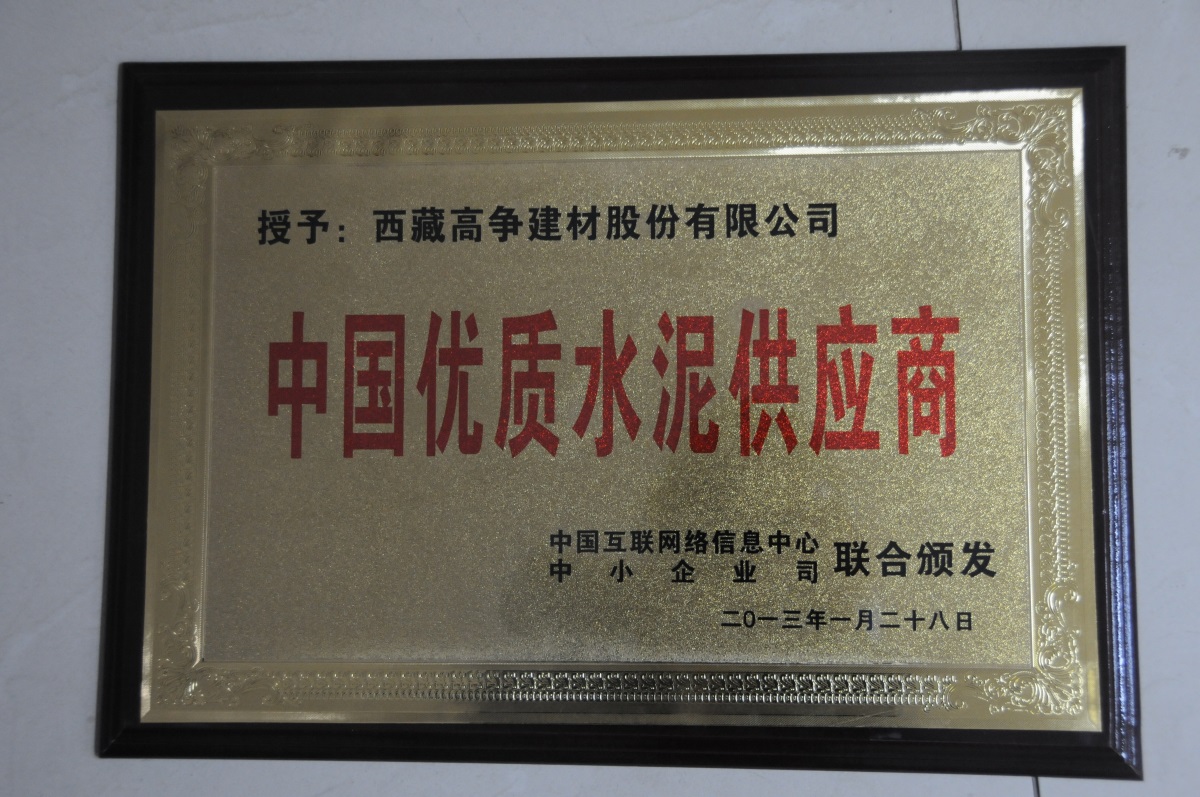 授予：西藏高争建材股份有限公司
中国优质水泥供应商
中国互联网络信息中心
中小企业司 联合颁发
二0一三年一月二十八日